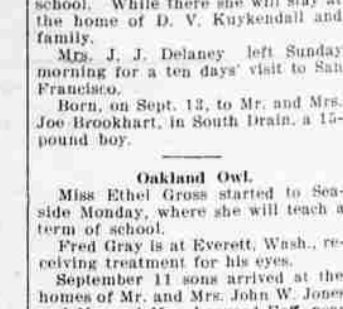 school. While there she will stay at
the home of D. V. Kuykendall and
family.
Mrs. J. J. Delaney left Sunday
morning for a ten days' visit to San
Francisco.
Born, on Sept. 13, to Mr. and Mrs.
Joe Brookhart, in South Drain, a 15-
pound boy.
Oakland Owl.
Miss Ethel Gross started to Sea-
side Monday, where she will teach a
term of school.
Fred Gray is at Everett, Wash., re-
ceiving treatment for his eyes.
September 11 sons arrived at the
homes of Mr. and Mrs. John W. Jones